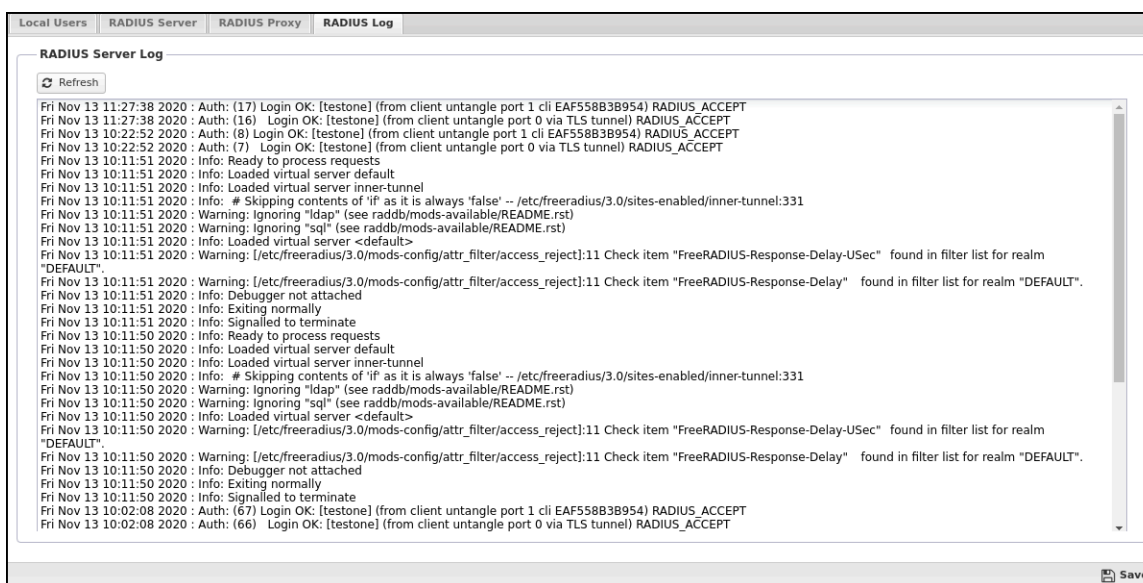 Local Users RADIUS Server RADIUS Proxy RADIUS Log
RADIUS Server Log
Refresh
Fri Nov 13 11:27:38 2020 : Auth: (17) Login OK: [testone] (from client untangle port 1 cli EAF558B3B954) RADIUS_ACCEPT
Fri Nov 13 11:27:38 2020 : Auth: (16) Login OK: [testone] (from client untangle port 0 via TLS tunnel) RADIUS_ACCEPT
Fri Nov 13 10:22:52 2020 : Auth: (8) Login OK: [testone] (from client untangle port 1 cli EAF558B3B954) RADIUS_ACCEPT
Fri Nov 13 10:22:52 2020 : Auth: (7) Login OK: [testone] (from client untangle port 0 via TLS tunnel) RADIUS_ACCEPT
Fri Nov 13 10:11:51 2020 : Info: Ready to process requests
Fri Nov 13 10:11:51 2020 : Info: Loaded virtual server default
Fri Nov 13 10:11:51 2020 : Info: Loaded virtual server inner-tunnel
Fri Nov 13 10:11:51 2020 : Info: # Skipping contents of 'if' as it is always 'false' -- /etc/freeradius/3.0/sites-enabled/inner-tunnel:331
Fri Nov 13 10:11:51 2020 : Warning: Ignoring "ldap" (see raddb/mods-available/README.rst)
Fri Nov 13 10:11:51 2020 : Warning: Ignoring "sql" (see raddb/mods-available/README.rst)
Fri Nov 13 10:11:51 2020 : Info: Loaded virtual server <default>
Fri Nov 13 10:11:51 2020 : Warning: [/etc/freeradius/3.0/mods-config/attr_filter/access_reject]:11 Check item "FreeRADIUS-Response-Delay-USec" found in filter list for realm
"DEFAULT".
Fri Nov 13 10:11:51 2020 : Warning: [/etc/freeradius/3.0/mods-config/attr_filter/access_reject]:11 Check item "FreeRADIUS-Response-Delay" found in filter list for realm "DEFAULT".
Fri Nov 13 10:11:51 2020 : Info: Debugger not attached
Fri Nov 13 10:11:51 2020 : Info: Exiting normally
Fri Nov 13 10:11:51 2020 : Info: Signalled to terminate
Fri Nov 13 10:11:50 2020 : Info: Ready to process requests
Fri Nov 13 10:11:50 2020 : Info: Loaded virtual server default
Fri Nov 13 10:11:50 2020 : Info: Loaded virtual server inner-tunnel
Fri Nov 13 10:11:50 2020 : Info: # Skipping contents of 'if' as it is always 'false' -- /etc/freeradius/3.0/sites-enabled/inner-tunnel:331
Fri Nov 13 10:11:50 2020 : Warning: Ignoring "ldap" (see raddb/mods-available/README.rst)
Fri Nov 13 10:11:50 2020 : Warning: Ignoring "sql" (see raddb/mods-available/README.rst)
Fri Nov 13 10:11:50 2020 : Info: Loaded virtual server <default>
Fri Nov 13 10:11:50 2020 : Warning: [/etc/freeradius/3.0/mods-config/attr_filter/access_reject]:11 Check item "FreeRADIUS-Response-Delay-USec" found in filter list for realm
"DEFAULT".
Fri Nov 13 10:11:50 2020 : Warning: [/etc/freeradius/3.0/mods-config/attr_filter/access_reject]:11 Check item "FreeRADIUS-Response-Delay" found in filter list for realm "DEFAULT".
Fri Nov 13 10:11:50 2020 : Info: Debugger not attached
Fri Nov 13 10:11:50 2020 : Info: Exiting normally
Fri Nov 13 10:11:50 2020 : Info: Signalled to terminate
Fri Nov 13 10:02:08 2020 : Auth: (67) Login OK: [testone] (from client untangle port 1 cli EAF558B3B954) RADIUS_ACCEPT
Fri Nov 13 10:02:08 2020 : Auth: (66) Login OK: [testone] (from client untangle port 0 via TLS tunnel) RADIUS_ACCEPT
Save